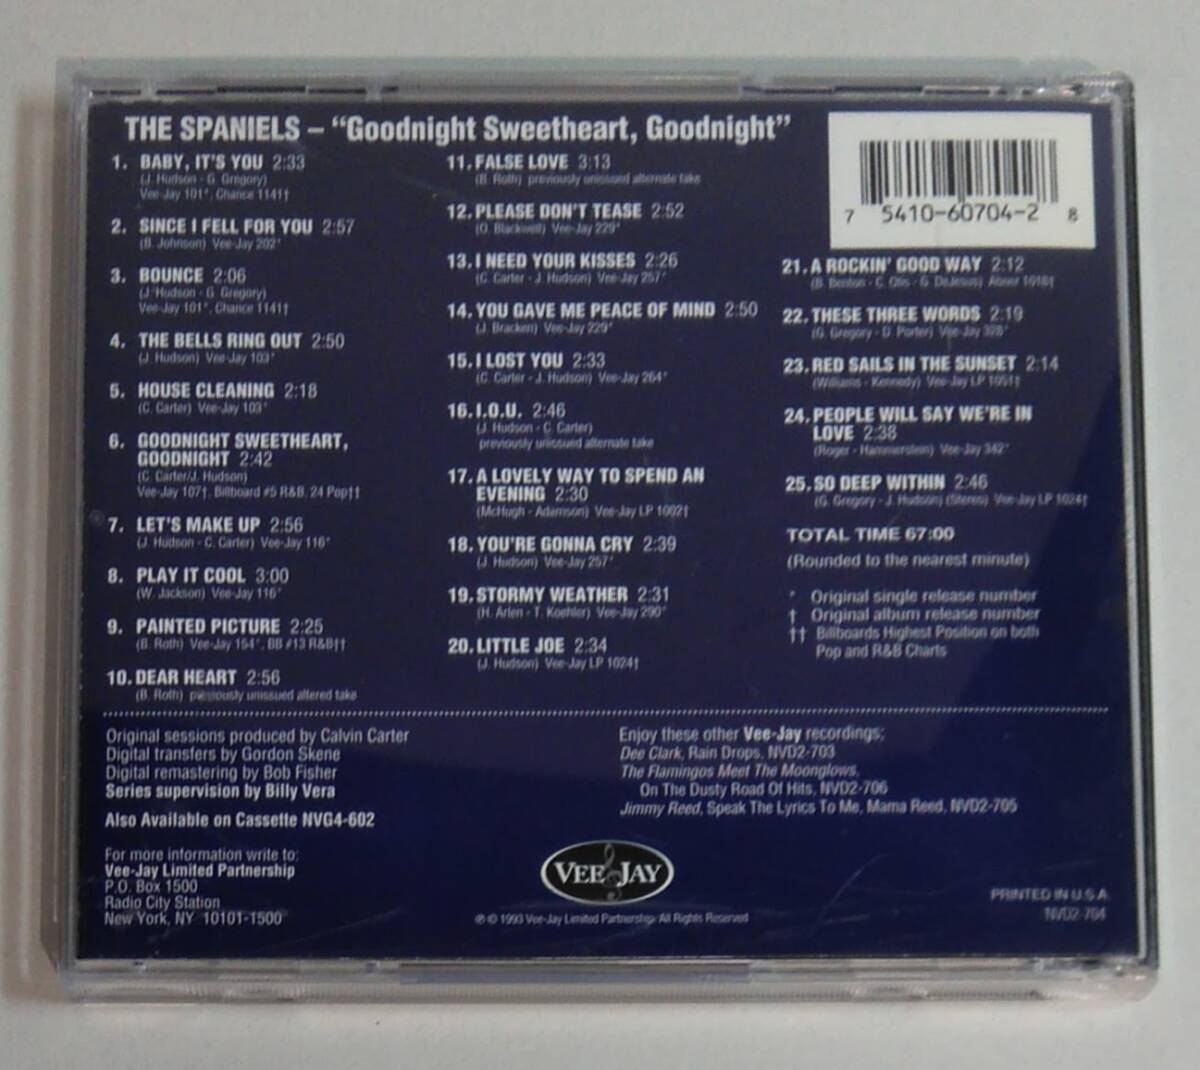 THE SPANIELS – "Goodnight Sweetheart, Goodnight"
1. BABY, IT'S YOU 2:33
(J. Hudson - G. Gregory)
Vee-Jay 101*, Chance 1141†
2. SINCE I FELL FOR YOU 2:57
(B. Johnson) Vee-Jay 202*
3. BOUNCE 2:06
(J. Hudson - G. Gregory)
Vee-Jay 101*, Chance 1141†
4. THE BELLS RING OUT 2:50
(J. Hudson) Vee-Jay 103*
5. HOUSE CLEANING 2:18
(C. Carter) Vee-Jay 103*
6. GOODNIGHT SWEETHEART,
GOODNIGHT 2:42
(C. Carter/J. Hudson)
Vee-Jay 107†, Billboard #5 R&B, 24 Pop††
7. LET'S MAKE UP 2:56
(J. Hudson - C. Carter) Vee-Jay 116*
8. PLAY IT COOL 3:00
(W. Jackson) Vee-Jay 116*
9. PAINTED PICTURE 2:25
(B. Roth) Vee-Jay 154*, BB #13 R&B††
10. DEAR HEART 2:56
(B. Roth) previously unissued altered take
11. FALSE LOVE 3:13
(B. Roth) previously unissued alternate take
12. PLEASE DON'T TEASE 2:52
(O. Blackwell) Vee-Jay 229*
13. I NEED YOUR KISSES 2:26
(C. Carter - J. Hudson) Vee-Jay 257*
14. YOU GAVE ME PEACE OF MIND 2:50
(J. Bracken) Vee-Jay 229*
15. I LOST YOU 2:33
(C. Carter - J. Hudson) Vee-Jay 264*
16. I.O.U. 2:46
(J. Hudson - C. Carter)
previously unissued alternate take
17. A LOVELY WAY TO SPEND AN
EVENING 2:30
(McHugh - Adamson) Vee-Jay LP 1002†
18. YOU'RE GONNA CRY 2:39
(J. Hudson) Vee-Jay 257*
19. STORMY WEATHER 2:31
(H. Arlen - T. Koehler) Vee-Jay 290*
20. LITTLE JOE 2:34
(J. Hudson) Vee-Jay LP 1024†
7 5410-60704-2 8
21. A ROCKIN' GOOD WAY 2:12
(B. Benton - C. Otis - G. DeJesus) Abner
22. THESE THREE WORDS 2:19
(G. Gregory - D. Porter) Vee-Jay 328*
23. RED SAILS IN THE SUNSET 2:14
(Williams - Kennedy) Vee-Jay LP 1051†
24. PEOPLE WILL SAY WE'RE IN
LOVE 2:38
(Roger - Hammerstein) Vee-Jay 342*
25. SO DEEP WITHIN 2:46
(G. Gregory - J. Hudson) (Stereo) Vee-Jay LP 1024†
TOTAL TIME 67:00
(Rounded to the nearest minute)
* Original single release number
† Original album release number
†† Billboards Highest Position on both
Pop and R&B Charts
Original sessions produced by Calvin Carter
Digital transfers by Gordon Skene
Digital remastering by Bob Fisher
Series supervision by Billy Vera
Also Available on Cassette NVG4-602
For more information write to:
Vee-Jay Limited Partnership
P.O. Box 1500
Radio City Station
New York, NY 10101-1500
Enjoy these other Vee-Jay recordings;
Dee Clark, Rain Drops, NVD2-703
The Flamingos Meet The Moonglows,
On The Dusty Road Of Hits, NVD2-706
Jimmy Reed, Speak The Lyrics To Me, Mama Reed, NVD2-705
VEE JAY
℗ © 1993 Vee-Jay Limited Partnership. All Rights Reserved
PRINTED IN U.S.A.
NVD2-704